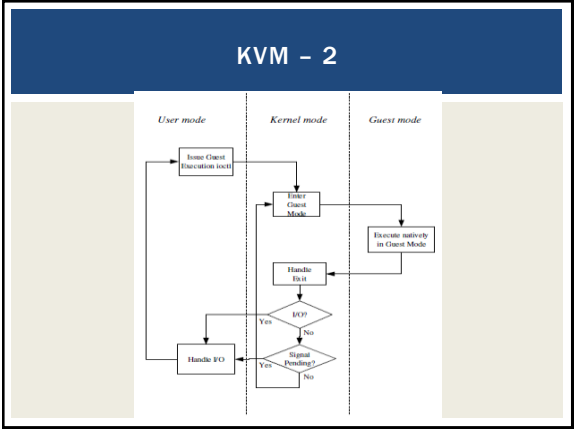 KVM – 2
User mode
Kernel mode
Guest mode
Issue Guest
Execution ioctl
Enter
Guest
Mode
Execute natively
in Guest Mode
Handle
Exit
I/O?
Yes
No
Handle I/O
Signal
Pending?
Yes
No